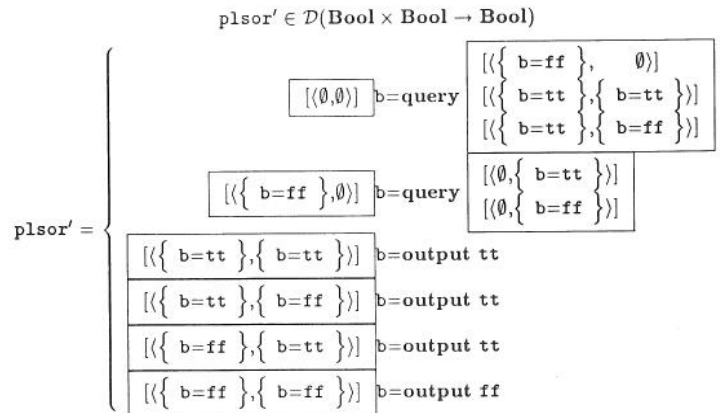 plsor′ ∈ 𝒟(Bool × Bool → Bool)
[⟨{ b=ff }, ∅⟩]
[⟨∅,∅⟩] b=query [⟨{ b=tt },{ b=tt }⟩]
[⟨{ b=tt },{ b=ff }⟩]
[⟨{ b=ff },∅⟩] b=query [⟨∅,{ b=tt }⟩]
[⟨∅,{ b=ff }⟩]
plsor′ = {
[⟨{ b=tt },{ b=tt }⟩] b=output tt
[⟨{ b=tt },{ b=ff }⟩] b=output tt
[⟨{ b=ff },{ b=tt }⟩] b=output tt
[⟨{ b=ff },{ b=ff }⟩] b=output ff